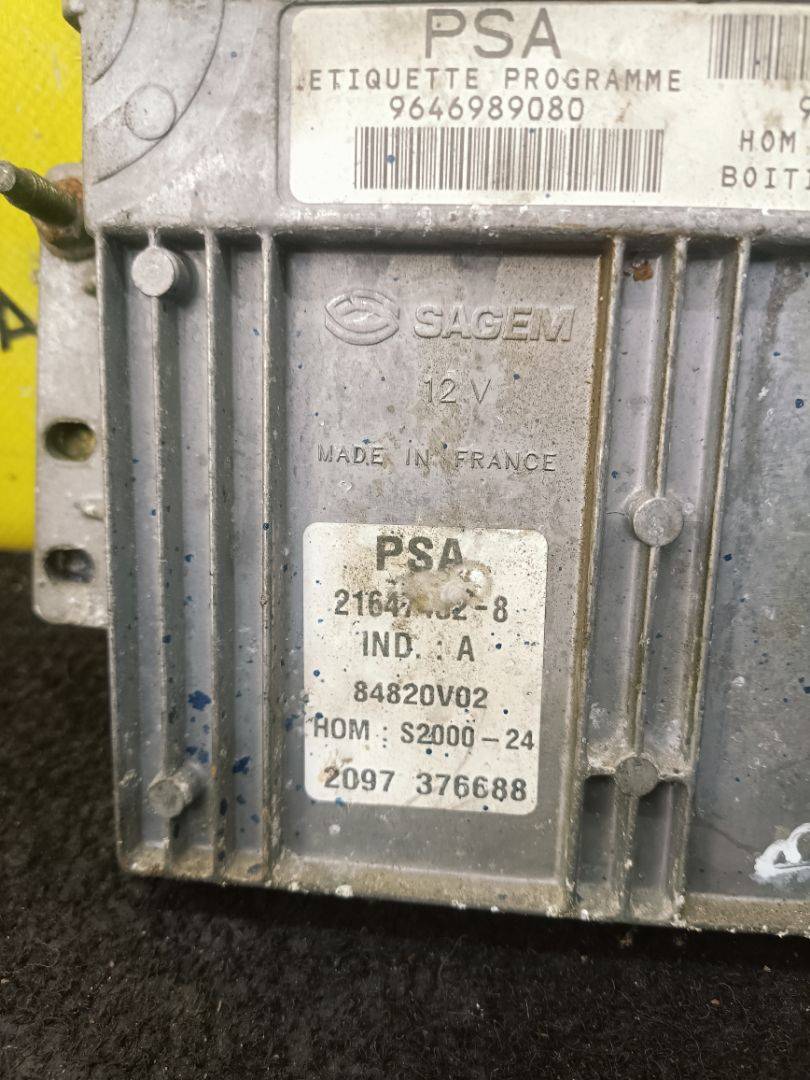 PSA
ETIQUETTE PROGRAMME
9646989080
9
HOM
BOITI
SAGEM
12 V
MADE IN FRANCE
PSA
IND. : A
84820V02
HOM : S2000-24
2097 376688